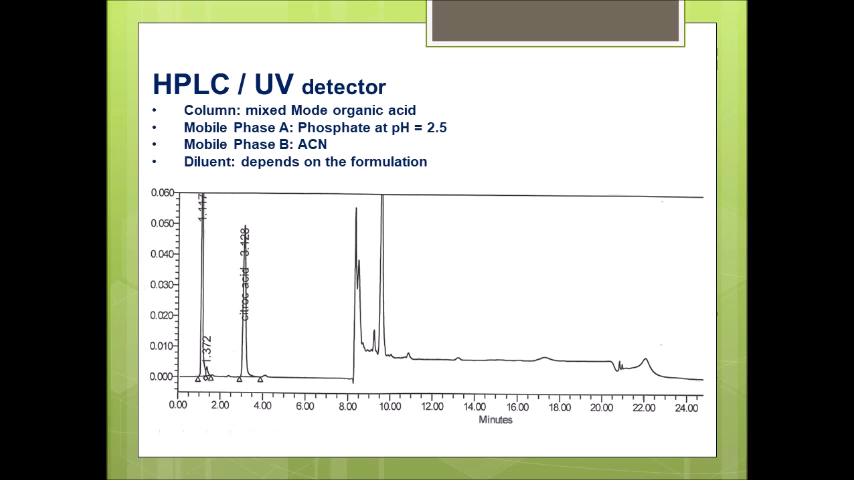 HPLC / UV detector
• Column: mixed Mode organic acid
• Mobile Phase A: Phosphate at pH = 2.5
• Mobile Phase B: ACN
• Diluent: depends on the formulation
0.060
0.050
0.040
0.030
0.020
0.010
0.000
1.117
1.372
citroc acid 3.128
0.00 2.00 4.00 6.00 8.00 10.00 12.00 14.00 16.00 18.00 20.00 22.00 24.00
Minutes